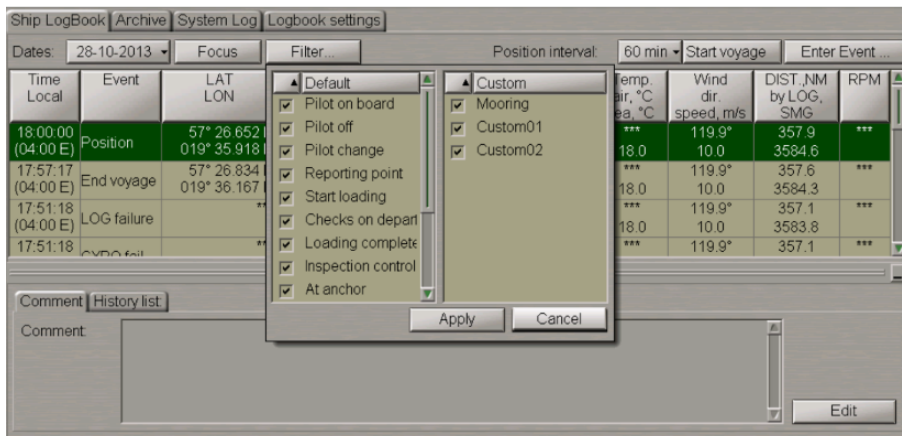 Ship LogBook Archive System Log Logbook settings
Dates: 28-10-2013 Focus Filter... Position interval: 60 min Start voyage Enter Event ...
Time Event LAT Temp. Wind DIST.,NM RPM
Local LON air, °C dir. by LOG,
ea, °C speed, m/s SMG
Default Custom
Pilot on board Mooring
Pilot off Custom01
Pilot change Custom02
Reporting point
Start loading
Checks on depart
Loading complete
Inspection control
At anchor
Apply Cancel
18:00:00 Position 57° 26.652 *** 119.9° 357.9 ***
(04:00 E) 019° 35.918 18.0 10.0 3584.6
17:57:17 End voyage 57° 26.834 *** 119.9° 357.6 ***
(04:00 E) 019° 36.167 18.0 10.0 3584.3
17:51:18 LOG failure ** *** 119.9° 357.1 ***
(04:00 E) 18.0 10.0 3583.8
17:51:18 ** *** 119.9° 357.1 ***
Comment History list
Comment:
Edit